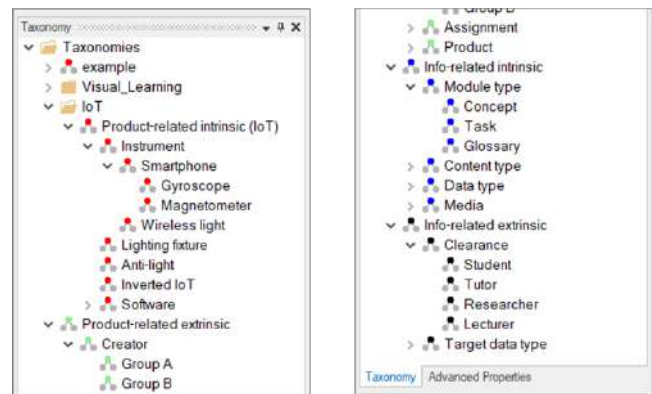 Taxonomy
Taxonomies
example
Visual_Learning
IoT
Product-related intrinsic (IoT)
Instrument
Smartphone
Gyroscope
Magnetometer
Wireless light
Lighting fixture
Anti-light
Inverted IoT
Software
Product-related extrinsic
Creator
Group A
Group B
Group B
Assignment
Product
Info-related intrinsic
Module type
Concept
Task
Glossary
Content type
Data type
Media
Info-related extrinsic
Clearance
Student
Tutor
Researcher
Lecturer
Target data type
Taxonomy Advanced Properties